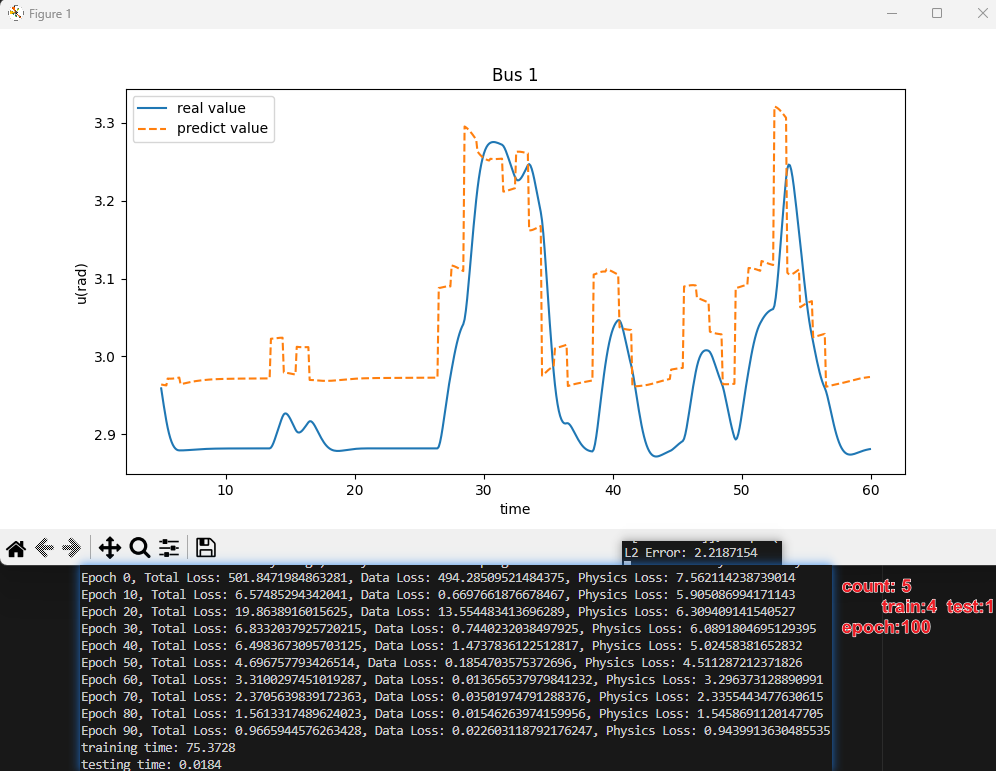 Figure 1
Bus 1
real value
predict value
3.3
3.2
3.1
3.0
2.9
u(rad)
10 20 30 40 50 60
time
L2 Error: 2.2187154
Epoch 0, Total Loss: 501.8471984863281, Data Loss: 494.28509521484375, Physics Loss: 7.562114238739014
Epoch 10, Total Loss: 6.57485294342041, Data Loss: 0.6697661876678467, Physics Loss: 5.905086994171143
Epoch 20, Total Loss: 19.8638916015625, Data Loss: 13.554483413696289, Physics Loss: 6.309409141540527
Epoch 30, Total Loss: 6.8332037925720215, Data Loss: 0.7440232038497925, Physics Loss: 6.0891804695129395
Epoch 40, Total Loss: 6.4983673095703125, Data Loss: 1.4737836122512817, Physics Loss: 5.02458381652832
Epoch 50, Total Loss: 4.696757793426514, Data Loss: 0.1854703575372696, Physics Loss: 4.511287212371826
Epoch 60, Total Loss: 3.3100297451019287, Data Loss: 0.013656537979841232, Physics Loss: 3.296373128890991
Epoch 70, Total Loss: 2.3705639839172363, Data Loss: 0.03501974791288376, Physics Loss: 2.3355443477630615
Epoch 80, Total Loss: 1.5613317489624023, Data Loss: 0.01546263974159956, Physics Loss: 1.5458691120147705
Epoch 90, Total Loss: 0.9665944576263428, Data Loss: 0.022603118792176247, Physics Loss: 0.9439913630485535
training time: 75.3728
testing time: 0.0184
count: 5
train:4 test:1
epoch:100